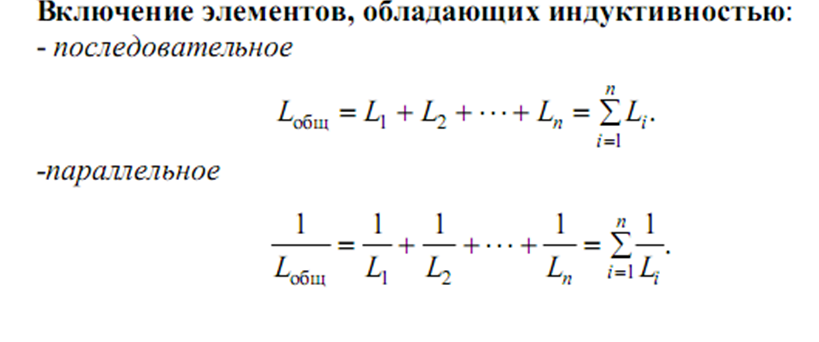 Включение элементов, обладающих индуктивностью:
- последовательное
L_общ = L_1 + L_2 + ⋯ + L_n = ∑_{i=1}^{n} L_i.
-параллельное
1/L_общ = 1/L_1 + 1/L_2 + ⋯ + 1/L_n = ∑_{i=1}^{n} 1/L_i.